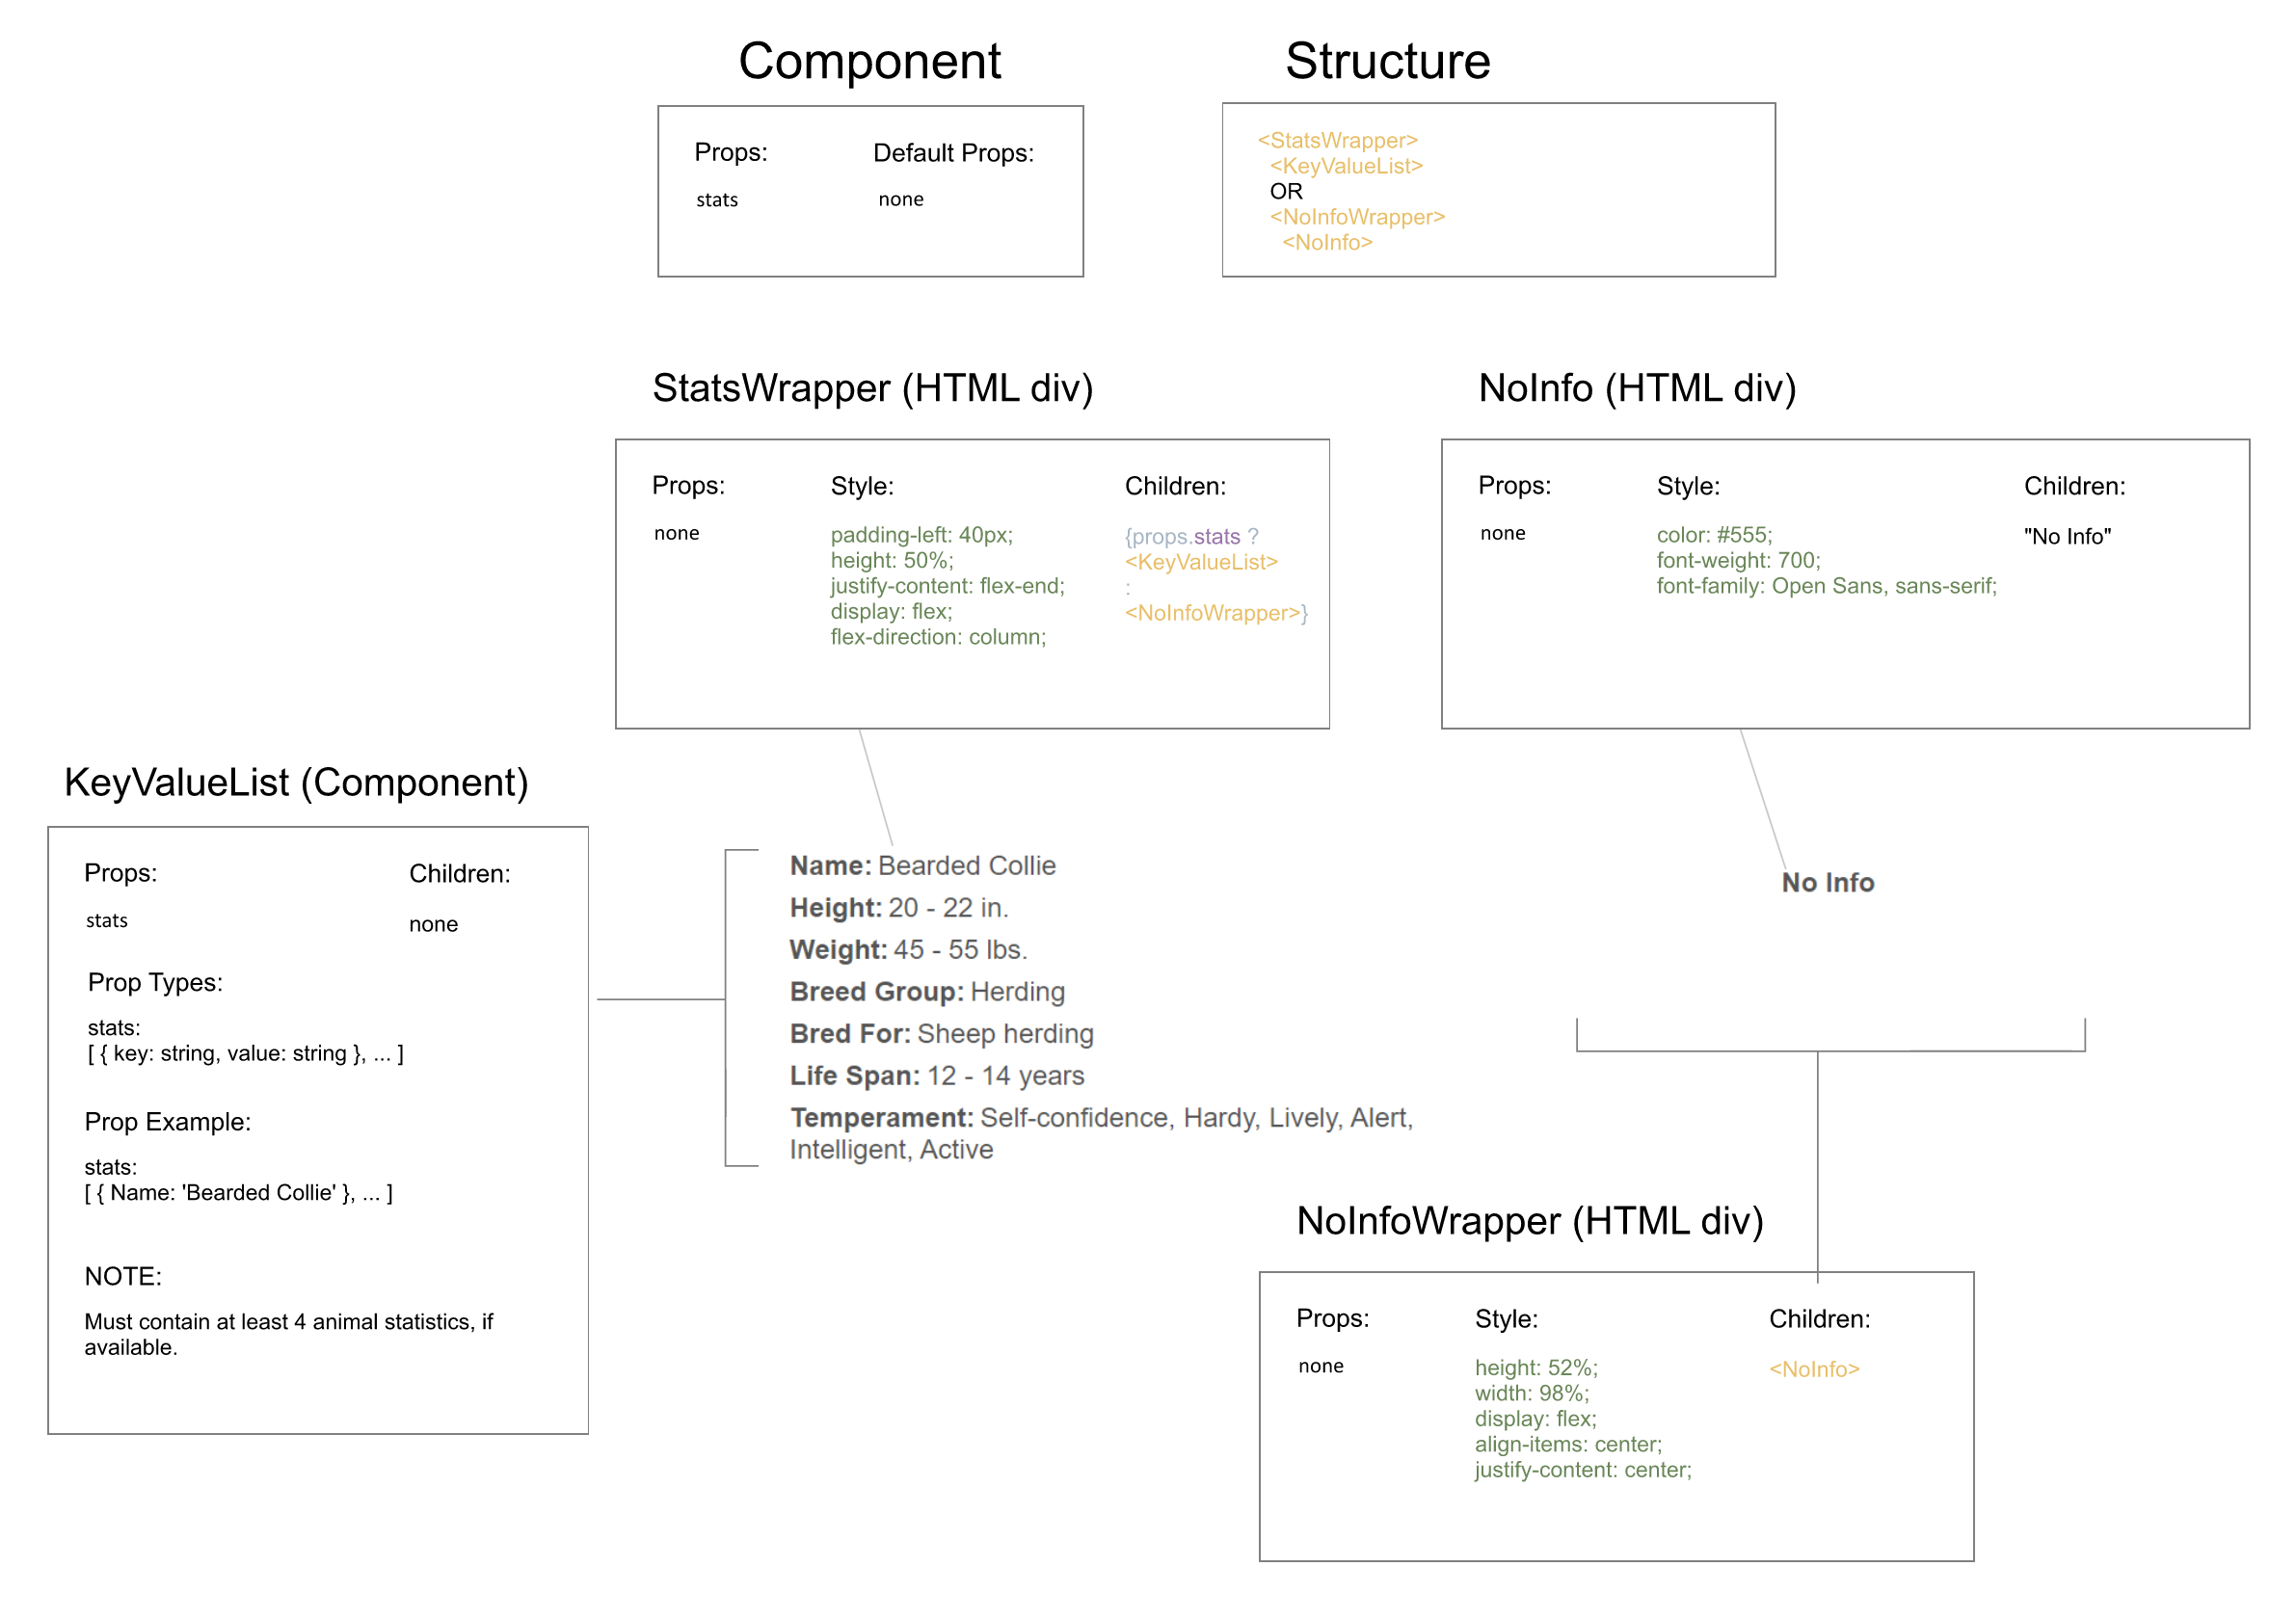 Component
Props:
Default Props:
stats
none
Structure
<StatsWrapper>
<KeyValueList>
OR
<NoInfoWrapper>
<NoInfo>
StatsWrapper (HTML div)
Props:
Style:
Children:
none
padding-left: 40px;
height: 50%;
justify-content: flex-end;
display: flex;
flex-direction: column;
{props.stats ?
<KeyValueList>
:
<NoInfoWrapper>}
NoInfo (HTML div)
Props:
Style:
Children:
none
color: #555;
font-weight: 700;
font-family: Open Sans, sans-serif;
"No Info"
KeyValueList (Component)
Props:
Children:
stats
none
Prop Types:
stats:
[ { key: string, value: string }, ... ]
Prop Example:
stats:
[ { Name: 'Bearded Collie' }, ... ]
NOTE:
Must contain at least 4 animal statistics, if
available.
Name: Bearded Collie
Height: 20 - 22 in.
Weight: 45 - 55 lbs.
Breed Group: Herding
Bred For: Sheep herding
Life Span: 12 - 14 years
Temperament: Self-confidence, Hardy, Lively, Alert,
Intelligent, Active
No Info
NoInfoWrapper (HTML div)
Props:
Style:
Children:
none
height: 52%;
width: 98%;
display: flex;
align-items: center;
justify-content: center;
<NoInfo>